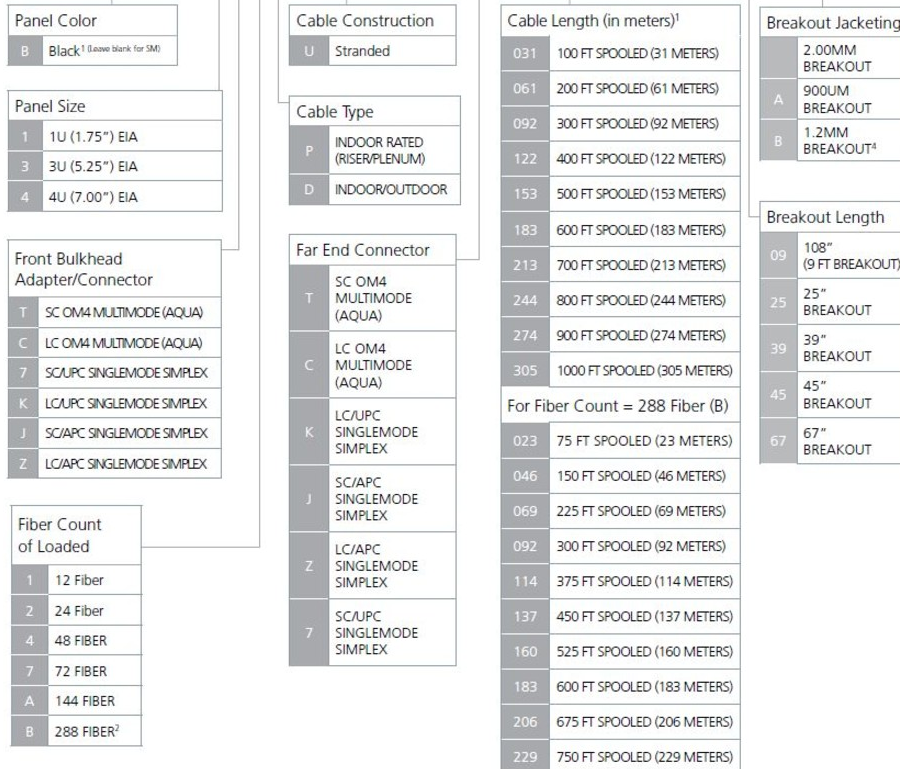 Panel Color
B Black¹ (Leave blank for SM)
Panel Size
1 1U (1.75”) EIA
3 3U (5.25”) EIA
4 4U (7.00”) EIA
Front Bulkhead
Adapter/Connector
T SC OM4 MULTIMODE (AQUA)
C LC OM4 MULTIMODE (AQUA)
7 SC/UPC SINGLEMODE SIMPLEX
K LC/UPC SINGLEMODE SIMPLEX
J SC/APC SINGLEMODE SIMPLEX
Z LC/APC SINGLEMODE SIMPLEX
Fiber Count
of Loaded
1 12 Fiber
2 24 Fiber
4 48 FIBER
7 72 FIBER
A 144 FIBER
B 288 FIBER²
Cable Construction
U Stranded
Cable Type
P INDOOR RATED
(RISER/PLENUM)
D INDOOR/OUTDOOR
Far End Connector
T SC OM4
MULTIMODE
(AQUA)
C LC OM4
MULTIMODE
(AQUA)
K LC/UPC
SINGLEMODE
SIMPLEX
J SC/APC
SINGLEMODE
SIMPLEX
Z LC/APC
SINGLEMODE
SIMPLEX
7 SC/UPC
SINGLEMODE
SIMPLEX
Cable Length (in meters)¹
031 100 FT SPOOLED (31 METERS)
061 200 FT SPOOLED (61 METERS)
092 300 FT SPOOLED (92 METERS)
122 400 FT SPOOLED (122 METERS)
153 500 FT SPOOLED (153 METERS)
183 600 FT SPOOLED (183 METERS)
213 700 FT SPOOLED (213 METERS)
244 800 FT SPOOLED (244 METERS)
274 900 FT SPOOLED (274 METERS)
305 1000 FT SPOOLED (305 METERS)
For Fiber Count = 288 Fiber (B)
023 75 FT SPOOLED (23 METERS)
046 150 FT SPOOLED (46 METERS)
069 225 FT SPOOLED (69 METERS)
092 300 FT SPOOLED (92 METERS)
114 375 FT SPOOLED (114 METERS)
137 450 FT SPOOLED (137 METERS)
160 525 FT SPOOLED (160 METERS)
183 600 FT SPOOLED (183 METERS)
206 675 FT SPOOLED (206 METERS)
229 750 FT SPOOLED (229 METERS)
Breakout Jacketing
2.00MM
BREAKOUT
A 900UM
BREAKOUT
B 1.2MM
BREAKOUT⁴
Breakout Length
09 108”
(9 FT BREAKOUT)
25 25”
BREAKOUT
39 39”
BREAKOUT
45 45”
BREAKOUT
67 67”
BREAKOUT